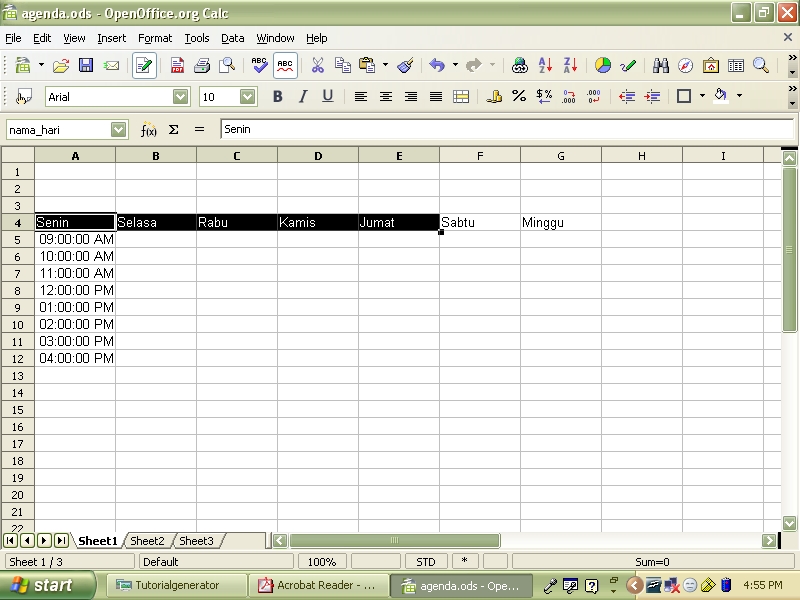 agenda.ods - OpenOffice.org Calc
File Edit View Insert Format Tools Data Window Help
ABC ABC
Arial 10 B I U
nama_hari f(x) Σ = Senin
A B C D E F G H I
1
2
3
4 Senin Selasa Rabu Kamis Jumat Sabtu Minggu
5 09:00:00 AM
6 10:00:00 AM
7 11:00:00 AM
8 12:00:00 PM
9 01:00:00 PM
10 02:00:00 PM
11 03:00:00 PM
12 04:00:00 PM
13
14
15
16
17
18
19
20
21
22
Sheet1 Sheet2 Sheet3
Sheet 1 / 3 Default 100% STD * Sum=0
start Tutorialgenerator Acrobat Reader - ... agenda.ods - Ope... 4:55 PM